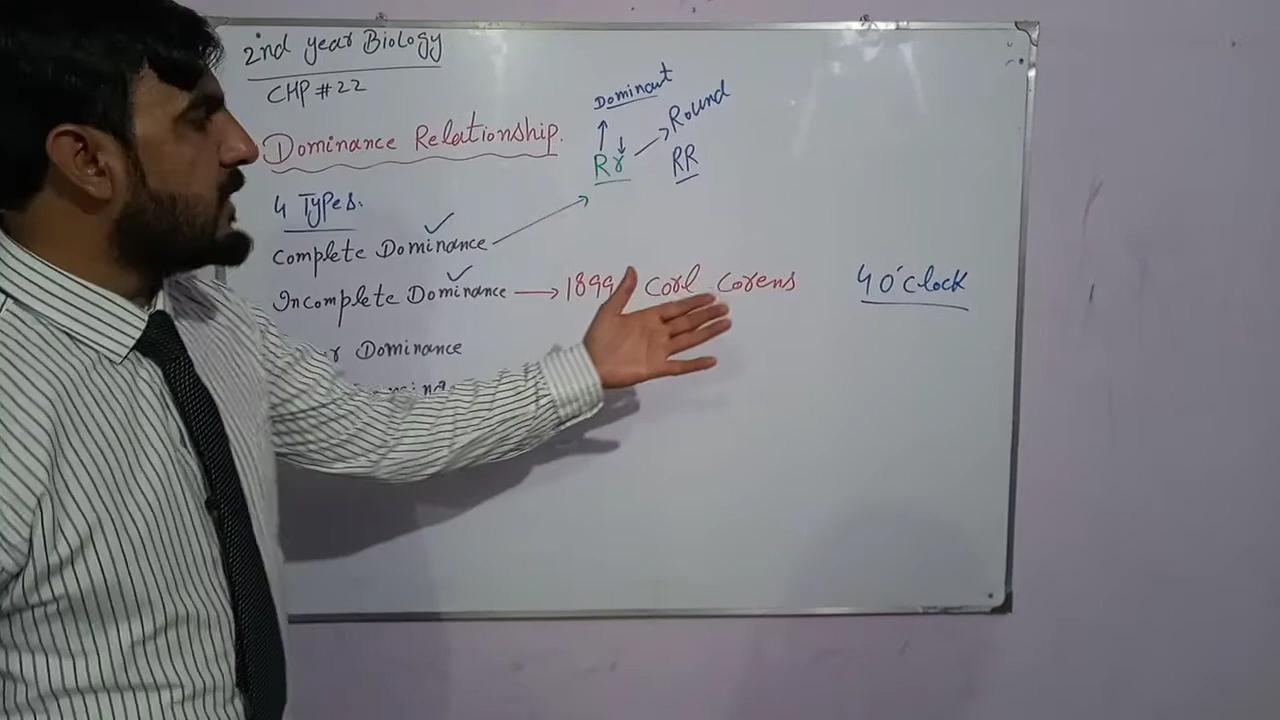 2nd year Biology
CHP # 22
Dominance Relationship.
Dominant
Round
Rr
RR
4 Types.
Complete Dominance
Incomplete Dominance → 1899 Corl Corens
4 O'clock
Dominance